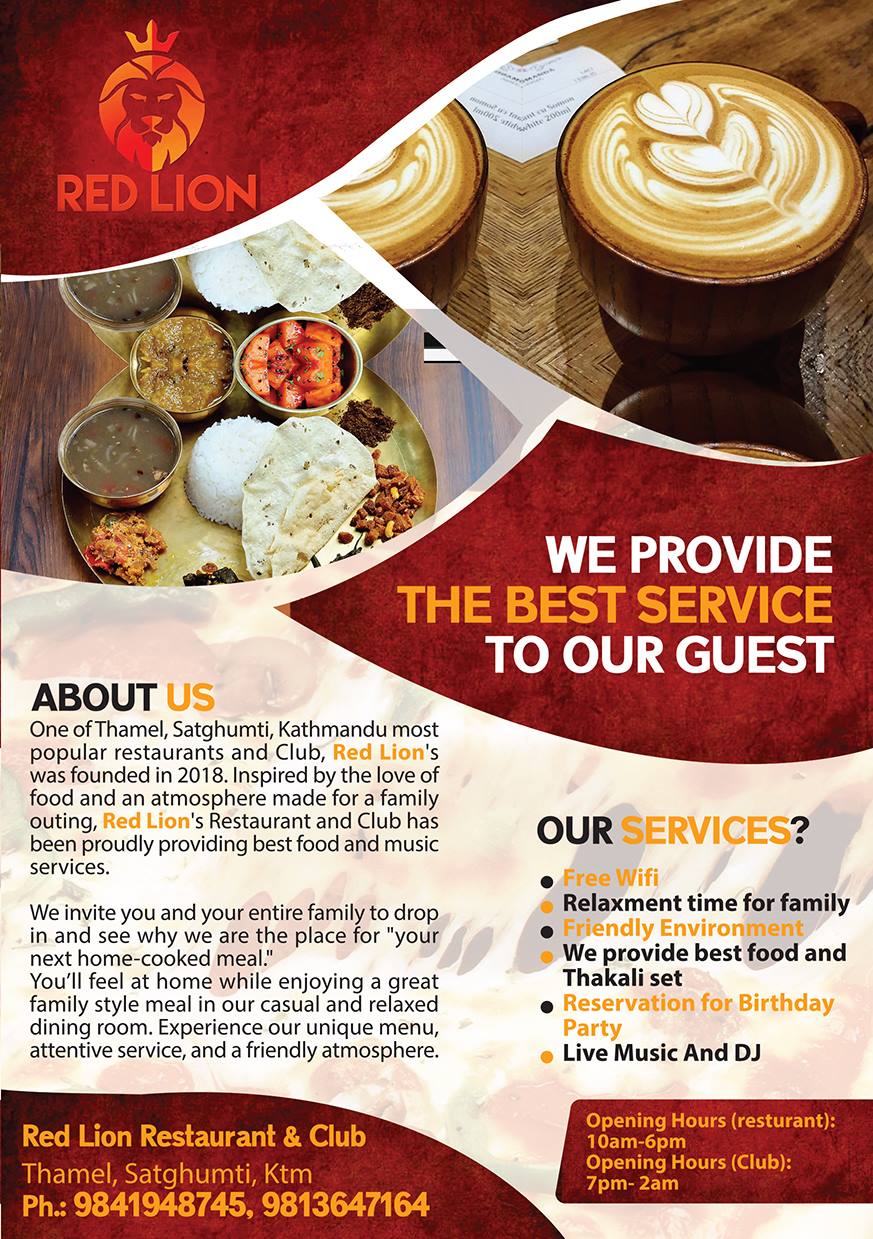 RED LION
WE PROVIDE
THE BEST SERVICE
TO OUR GUEST
ABOUT US
One of Thamel, Satghumti, Kathmandu most
popular restaurants and Club, Red Lion's
was founded in 2018. Inspired by the love of
food and an atmosphere made for a family
outing, Red Lion's Restaurant and Club has
been proudly providing best food and music
services.
We invite you and your entire family to drop
in and see why we are the place for "your
next home-cooked meal."
You’ll feel at home while enjoying a great
family style meal in our casual and relaxed
dining room. Experience our unique menu,
attentive service, and a friendly atmosphere.
OUR SERVICES?
Free Wifi
Relaxment time for family
Friendly Environment
We provide best food and
Thakali set
Reservation for Birthday
Party
Live Music And DJ
Red Lion Restaurant & Club
Thamel, Satghumti, Ktm
Ph.: 9841948745, 9813647164
Opening Hours (resturant):
10am-6pm
Opening Hours (Club):
7pm- 2am